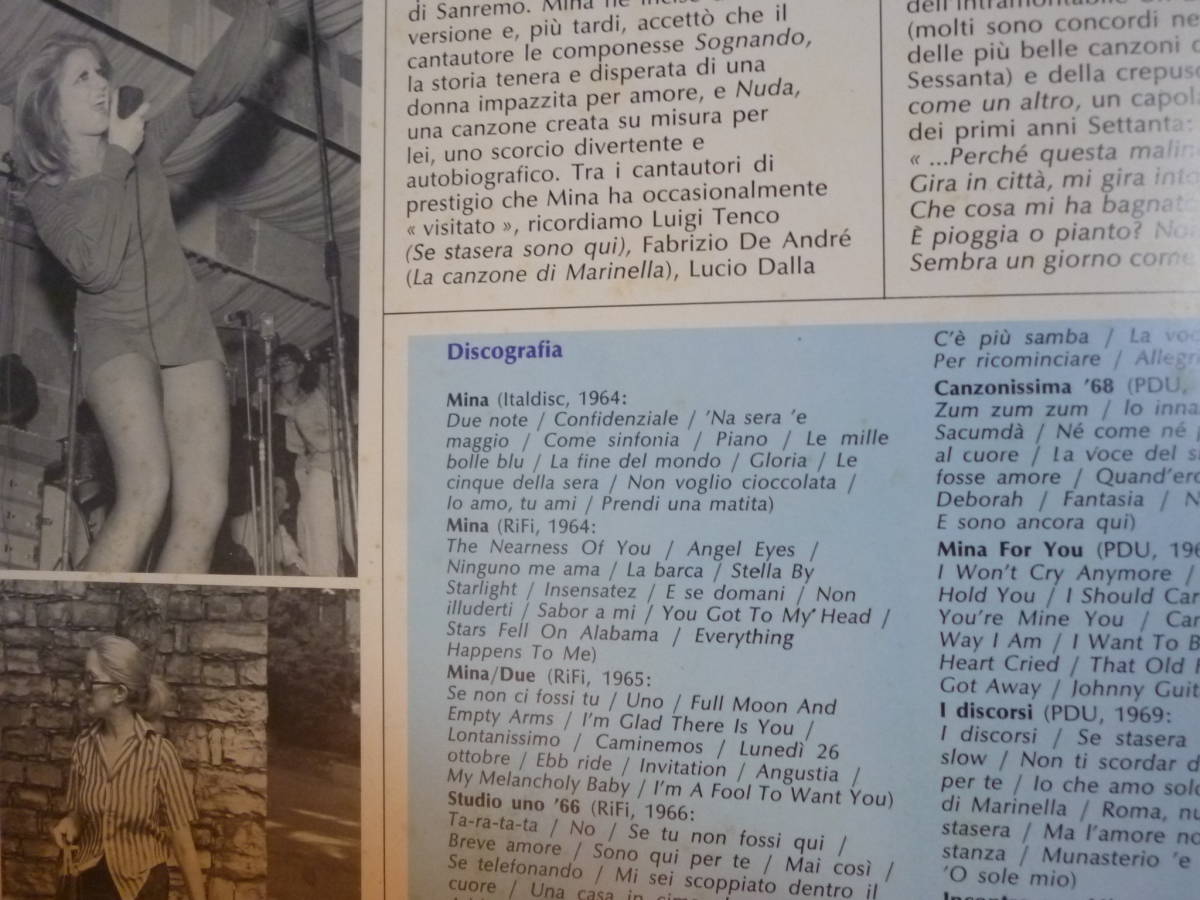 di Sanremo. Mina ne incise
versione e, più tardi, accettò che il
cantautore le componesse Sognando,
la storia tenera e disperata di una
donna impazzita per amore, e Nuda,
una canzone creata su misura per
lei, uno scorcio divertente e
autobiografico. Tra i cantautori di
prestigio che Mina ha occasionalmente
« visitato », ricordiamo Luigi Tenco
(Se stasera sono qui), Fabrizio De André
(La canzone di Marinella), Lucio Dalla
dell'intramontabile
(molti sono concordi ne
delle più belle canzoni
Sessanta) e della crepus
come un altro, un capola
dei primi anni Settanta:
« ...Perché questa malin
Gira in città, mi gira into
Che cosa mi ha bagnat
È pioggia o pianto? No
Sembra un giorno come
Discografia
Mina (Italdisc, 1964:
Due note / Confidenziale / 'Na sera 'e
maggio / Come sinfonia / Piano / Le mille
bolle blu / La fine del mondo / Gloria / Le
cinque della sera / Non voglio cioccolata /
Io amo, tu ami / Prendi una matita)
Mina (RiFi, 1964:
The Nearness Of You / Angel Eyes /
Ninguno me ama / La barca / Stella By
Starlight / Insensatez / E se domani / Non
illuderti / Sabor a mi / You Got To My Head /
Stars Fell On Alabama / Everything
Happens To Me)
Mina/Due (RiFi, 1965:
Se non ci fossi tu / Uno / Full Moon And
Empty Arms / I'm Glad There Is You /
Lontanissimo / Caminemos / Lunedì 26
ottobre / Ebb ride / Invitation / Angustia /
My Melancholy Baby / I'm A Fool To Want You)
Studio uno '66 (RiFi, 1966:
Ta-ra-ta-ta / No / Se tu non fossi qui /
Breve amore / Sono qui per te / Mai così /
Se telefonando / Mi sei scoppiato dentro il
cuore / Una casa in cima
C'è più samba / La voc
Per ricominciare / Allegr
Canzonissima '68 (PDU,
Zum zum zum / Io inna
Sacumdà / Né come né
al cuore / La voce del s
fosse amore / Quand'ero
Deborah / Fantasia / N
E sono ancora qui)
Mina For You (PDU, 196
I Won't Cry Anymore /
Hold You / I Should Car
You're Mine You / Can
Way I Am / I Want To B
Heart Cried / That Old F
Got Away / Johnny Guit
I discorsi (PDU, 1969:
I discorsi / Se stasera
slow / Non ti scordar d
per te / Io che amo solo
di Marinella / Roma, nu
stasera / Ma l'amore no
stanza / Munasterio 'e
'O sole mio)